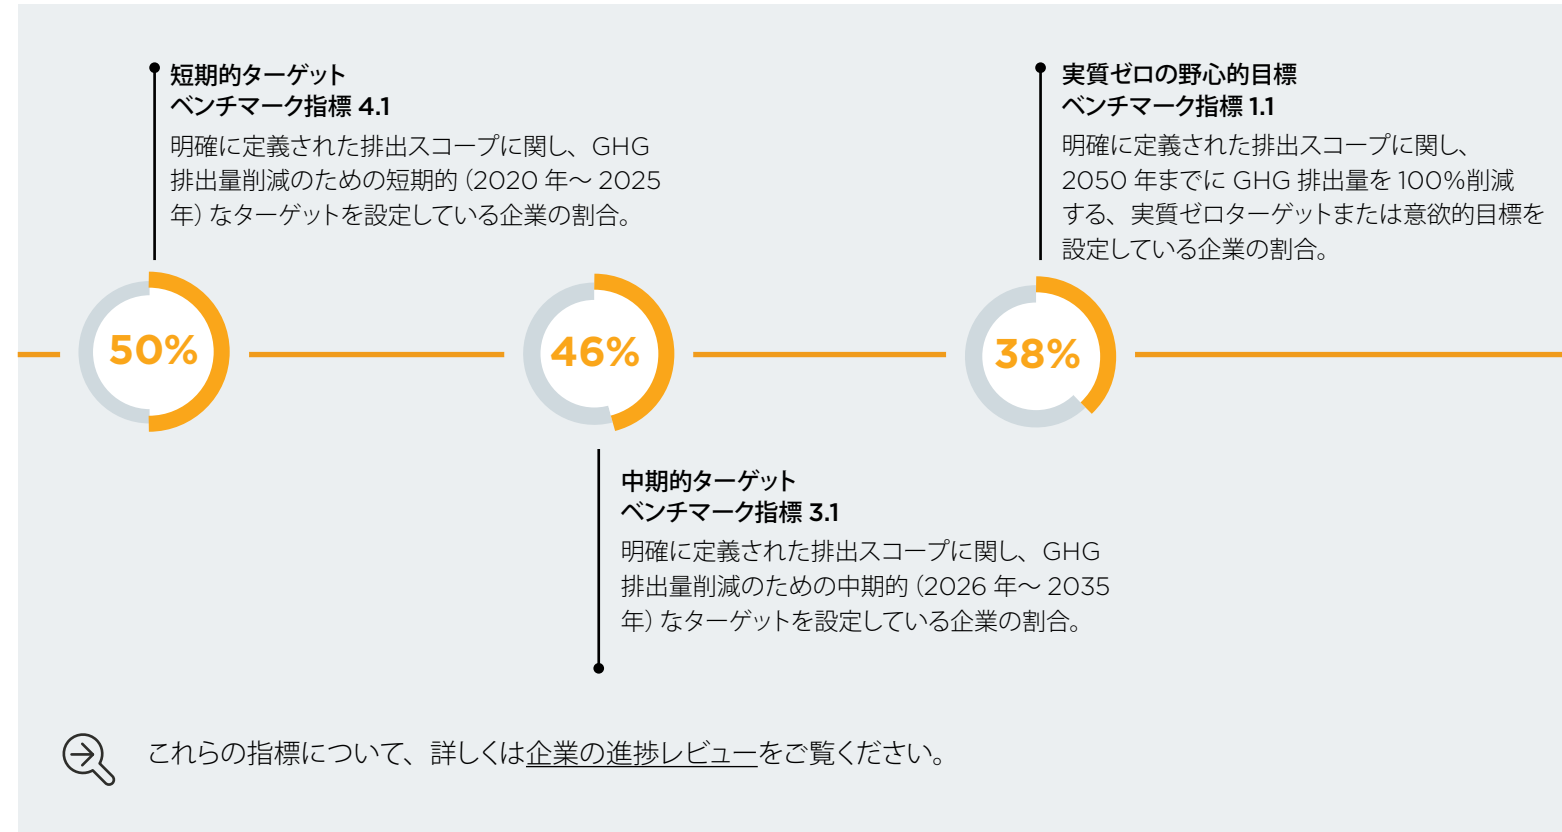 短期的ターゲット
ベンチマーク指標 4.1
明確に定義された排出スコープに関し、GHG
排出量削減のための短期的（2020 年～ 2025
年）なターゲットを設定している企業の割合。
実質ゼロの野心的目標
ベンチマーク指標 1.1
明確に定義された排出スコープに関し、
2050 年までに GHG 排出量を 100%削減
する、実質ゼロターゲットまたは意欲的目標を
設定している企業の割合。
50%
46%
38%
中期的ターゲット
ベンチマーク指標 3.1
明確に定義された排出スコープに関し、GHG
排出量削減のための中期的（2026 年～ 2035
年）なターゲットを設定している企業の割合。
これらの指標について、詳しくは企業の進捗レビューをご覧ください。